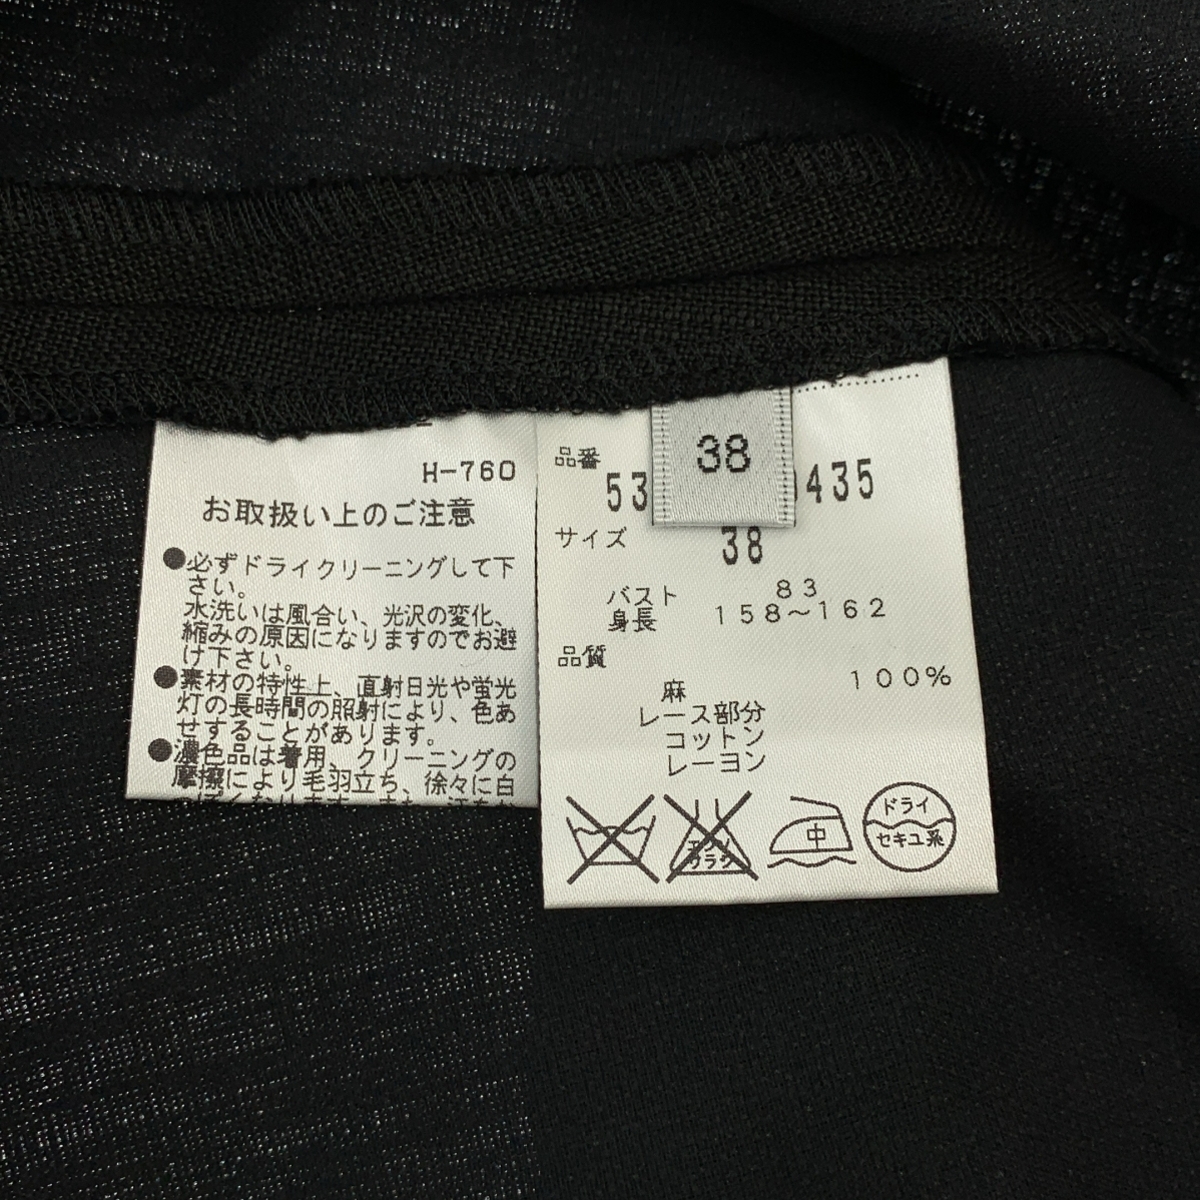 H-760
お取扱い上のご注意
●必ずドライクリーニングして下
さい。
水洗いは風合い、光沢の変化、
縮みの原因になりますのでお避
け下さい。
●素材の特性上、直射日光や蛍光
灯の長時間の照射により、色あ
せすることがあります。
●濃色品は着用、クリーニングの
摩擦により毛羽立ち、徐々に白
38
品番
53 435
サイズ
38
バスト 83
身長 158～162
品質
麻 100%
レース部分
コットン
レーヨン
エンソ
サラシ
中
ドライ
セキユ系